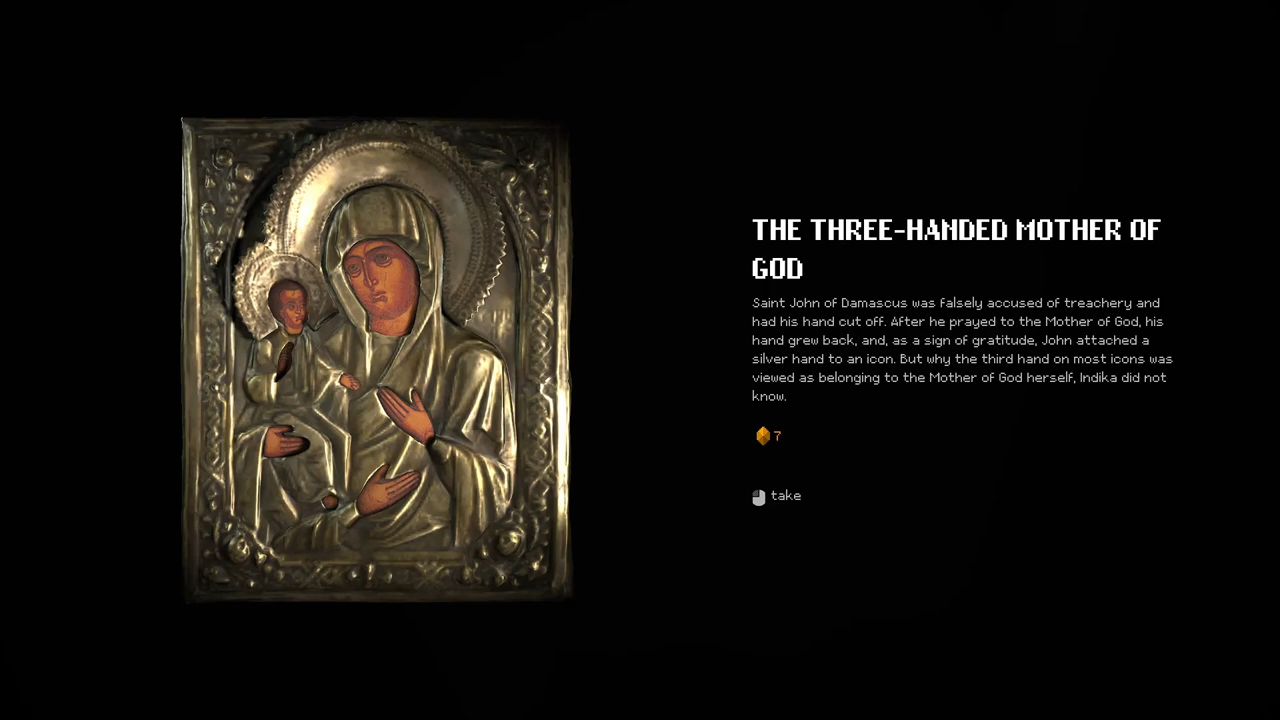 THE THREE-HANDED MOTHER OF
GOD
Saint John of Damascus was falsely accused of treachery and
had his hand cut off. After he prayed to the Mother of God, his
hand grew back, and, as a sign of gratitude, John attached a
silver hand to an icon. But why the third hand on most icons was
viewed as belonging to the Mother of God herself, Indika did not
know.
7
take